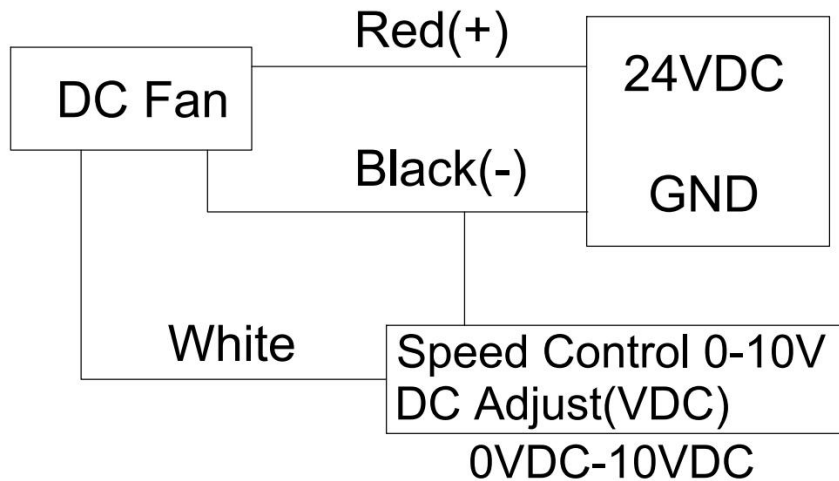 Red(+)
24VDC
DC Fan
Black(-)
GND
White
Speed Control 0-10V
DC Adjust(VDC)
0VDC-10VDC